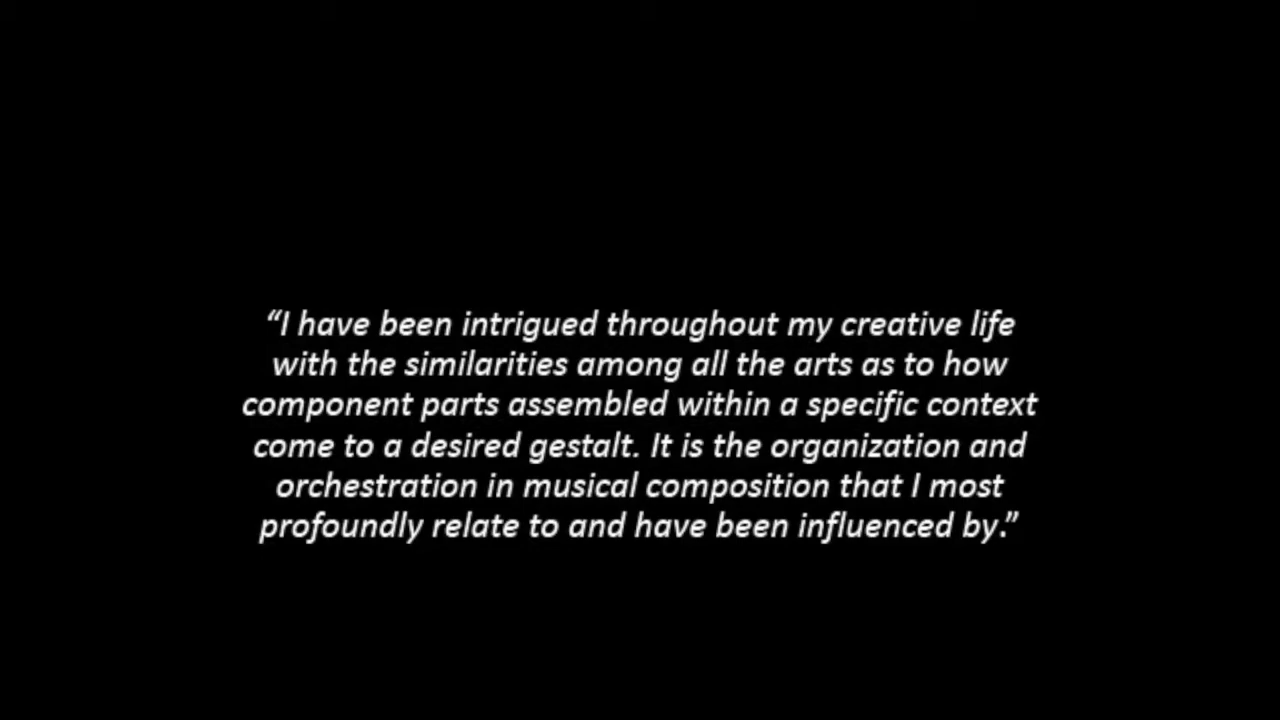 “I have been intrigued throughout my creative life
with the similarities among all the arts as to how
component parts assembled within a specific context
come to a desired gestalt. It is the organization and
orchestration in musical composition that I most
profoundly relate to and have been influenced by.”